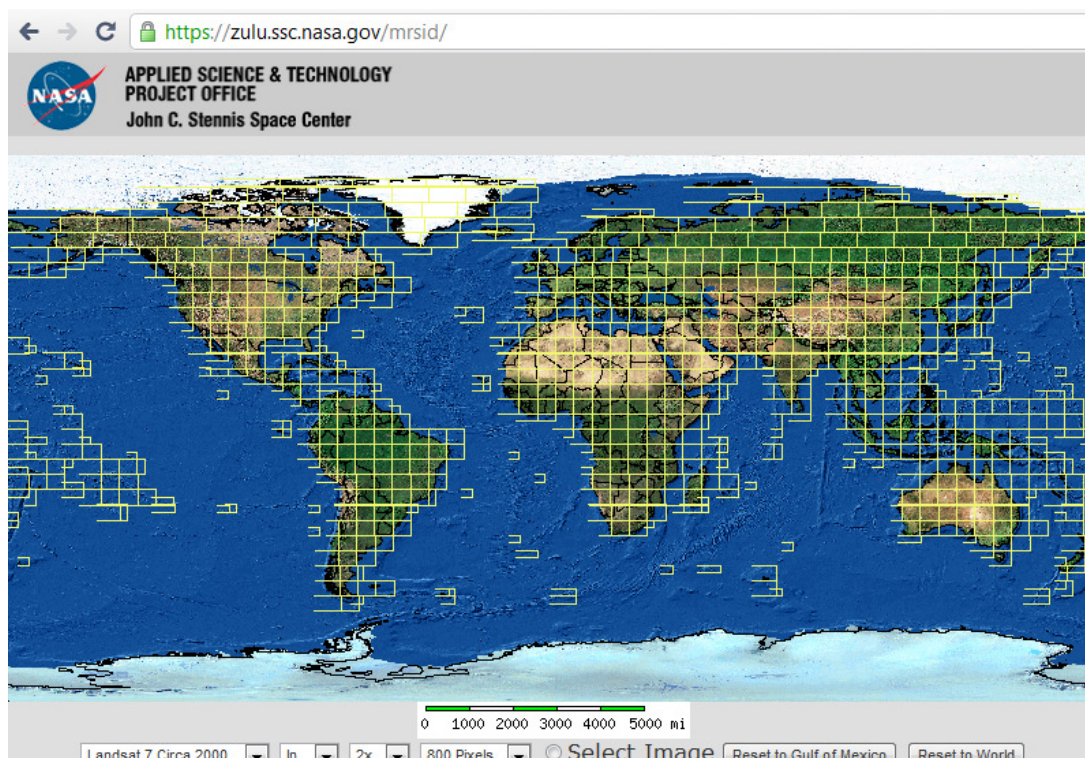 https://zulu.ssc.nasa.gov/mrsid/
NASA
APPLIED SCIENCE & TECHNOLOGY
PROJECT OFFICE
John C. Stennis Space Center
0 1000 2000 3000 4000 5000 mi
Landsat 7 Circa 2000 In 2x 800 Pixels Select Image Reset to Gulf of Mexico Reset to World